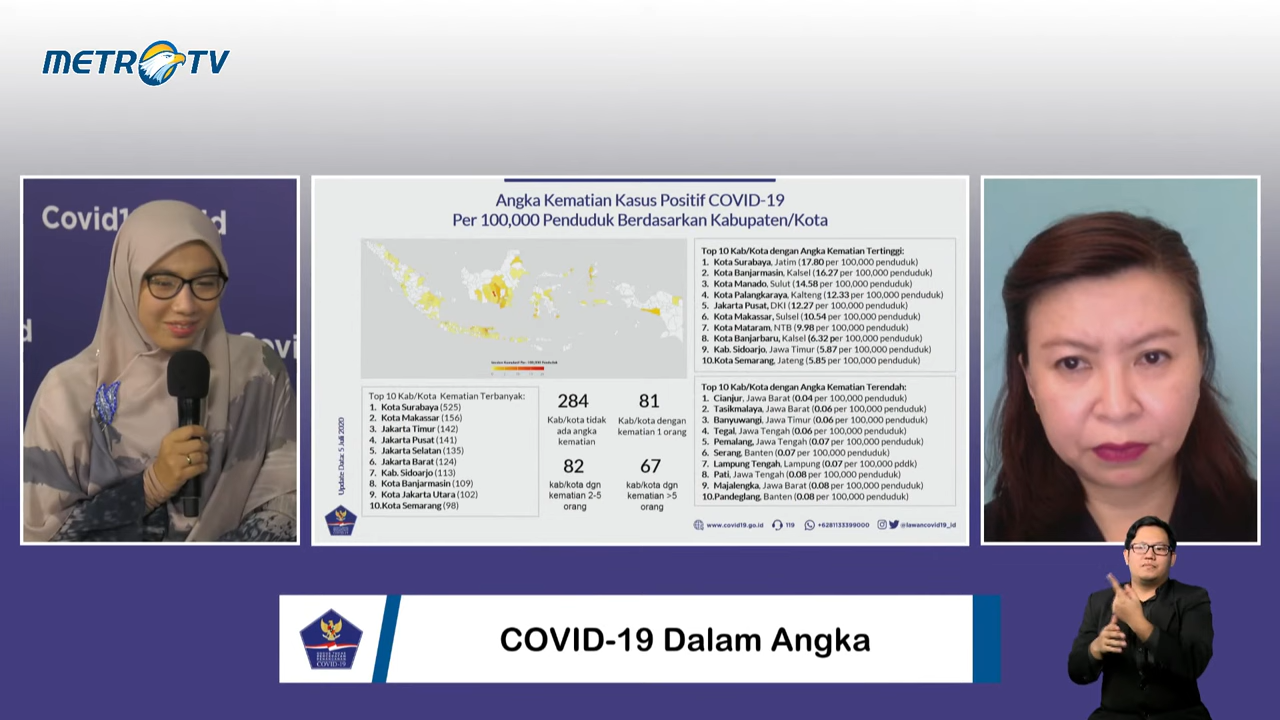 METRO TV
Covid1
id
d
Covi
Angka Kematian Kasus Positif COVID-19
Per 100,000 Penduduk Berdasarkan Kabupaten/Kota
Top 10 Kab/Kota dengan Angka Kematian Tertinggi:
1. Kota Surabaya, Jatim (17.80 per 100,000 penduduk)
2. Kota Banjarmasin, Kalsel (16.27 per 100,000 penduduk)
3. Kota Manado, Sulut (14.58 per 100,000 penduduk)
4. Kota Palangkaraya, Kalteng (12.33 per 100,000 penduduk)
5. Jakarta Pusat, DKI (12.27 per 100,000 penduduk)
6. Kota Makassar, Sulsel (10.54 per 100,000 penduduk)
7. Kota Mataram, NTB (9.98 per 100,000 penduduk)
8. Kota Banjarbaru, Kalsel (6.32 per 100,000 penduduk)
9. Kab. Sidoarjo, Jawa Timur (5.87 per 100,000 penduduk)
10.Kota Semarang, Jateng (5.85 per 100,000 penduduk)
Top 10 Kab/Kota Kematian Terbanyak:
1. Kota Surabaya (525)
2. Kota Makassar (156)
3. Jakarta Timur (142)
4. Jakarta Pusat (141)
5. Jakarta Selatan (135)
6. Jakarta Barat (124)
7. Kab. Sidoarjo (113)
8. Kota Banjarmasin (109)
9. Kota Jakarta Utara (102)
10.Kota Semarang (98)
284
Kab/kota tidak
ada angka
kematian
81
Kab/kota dengan
kematian 1 orang
82
kab/kota dgn
kematian 2-5
orang
67
kab/kota dgn
kematian >5
orang
Top 10 Kab/Kota dengan Angka Kematian Terendah:
1. Cianjur, Jawa Barat (0.04 per 100,000 penduduk)
2. Tasikmalaya, Jawa Barat (0.06 per 100,000 penduduk)
3. Banyuwangi, Jawa Timur (0.06 per 100,000 penduduk)
4. Tegal, Jawa Tengah (0.06 per 100,000 penduduk)
5. Pemalang, Jawa Tengah (0.07 per 100,000 penduduk)
6. Serang, Banten (0.07 per 100,000 penduduk)
7. Lampung Tengah, Lampung (0.07 per 100,000 pddk)
8. Pati, Jawa Tengah (0.08 per 100,000 penduduk)
9. Majalengka, Jawa Barat (0.08 per 100,000 penduduk)
10.Pandeglang, Banten (0.08 per 100,000 penduduk)
Update Data: 5 Juli 2020
www.covid19.go.id
119
+6281133399000
@lawancovid19_id
COVID-19 Dalam Angka
COVID-19